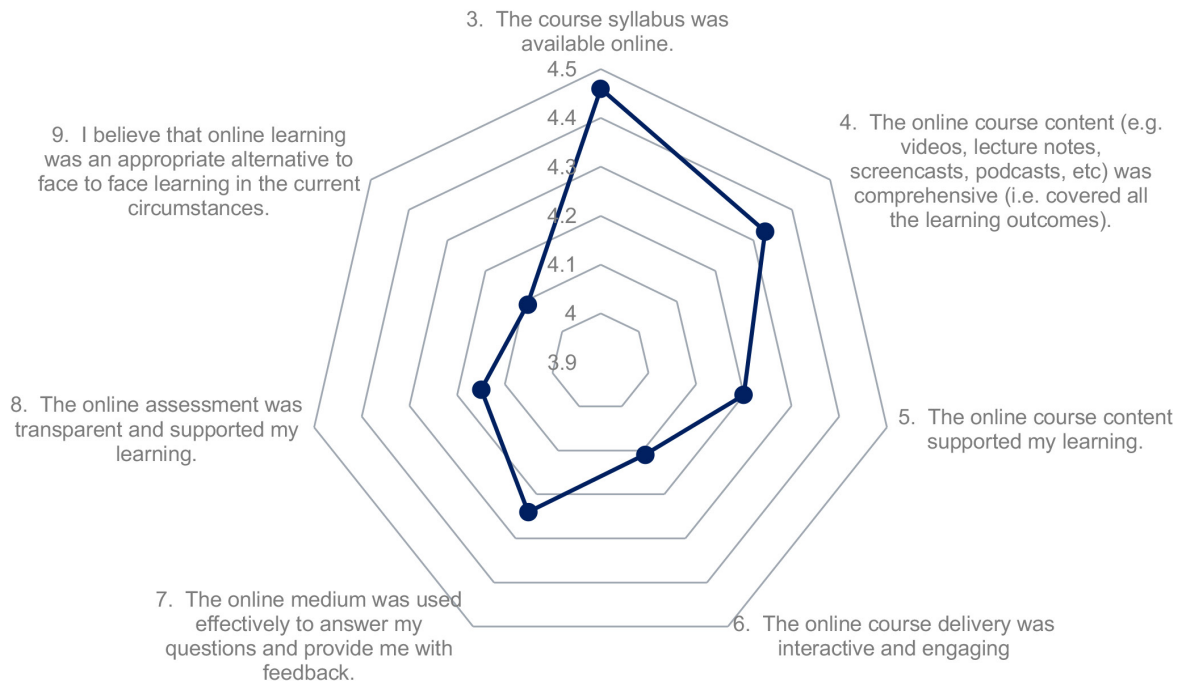 3. The course syllabus was
available online.
4.5
4.4
4.3
4.2
4.1
4
3.9
4. The online course content (e.g.
videos, lecture notes,
screencasts, podcasts, etc) was
comprehensive (i.e. covered all
the learning outcomes).
5. The online course content
supported my learning.
6. The online course delivery was
interactive and engaging
7. The online medium was used
effectively to answer my
questions and provide me with
feedback.
8. The online assessment was
transparent and supported my
learning.
9. I believe that online learning
was an appropriate alternative to
face to face learning in the current
circumstances.